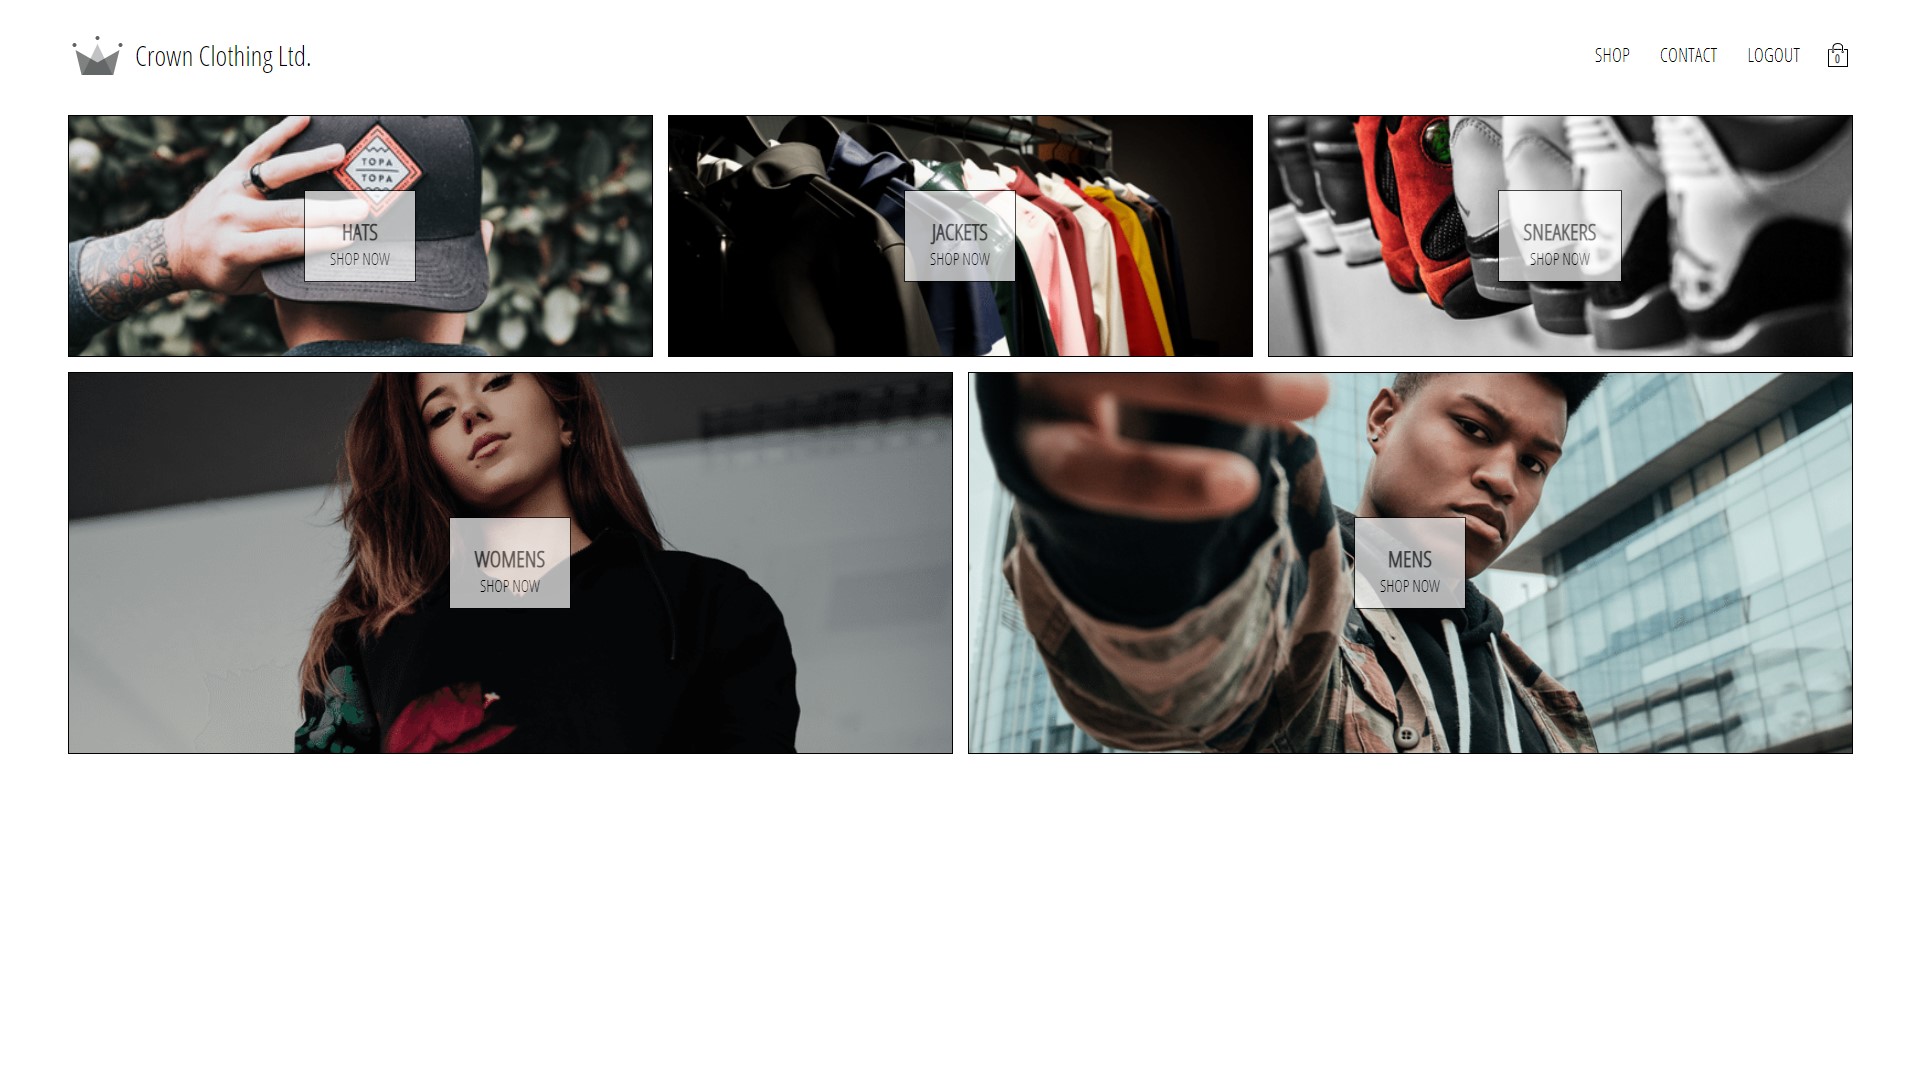 Crown Clothing Ltd.
SHOP CONTACT LOGOUT 0
TOPA
TOPA
HATS
SHOP NOW
JACKETS
SHOP NOW
SNEAKERS
SHOP NOW
WOMENS
SHOP NOW
MENS
SHOP NOW